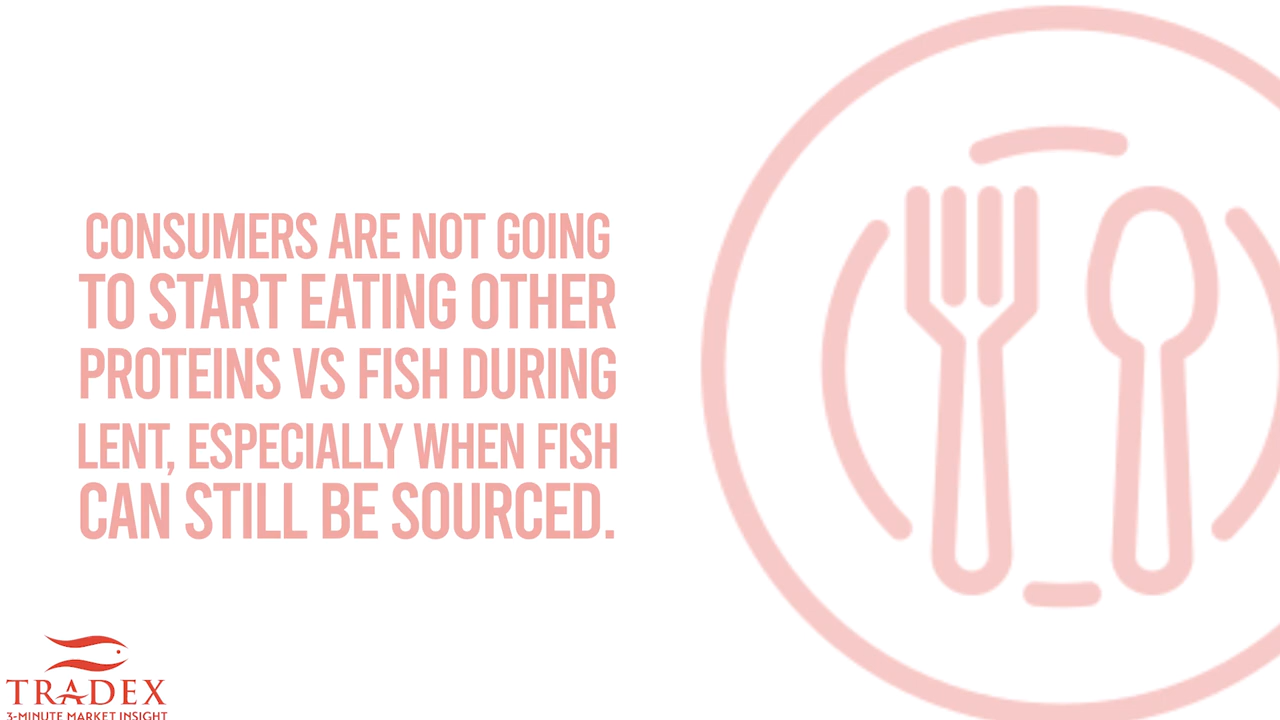 CONSUMERS ARE NOT GOING
TO START EATING OTHER
PROTEINS VS FISH DURING
LENT, ESPECIALLY WHEN FISH
CAN STILL BE SOURCED.
TRADEX
3-MINUTE MARKET INSIGHT